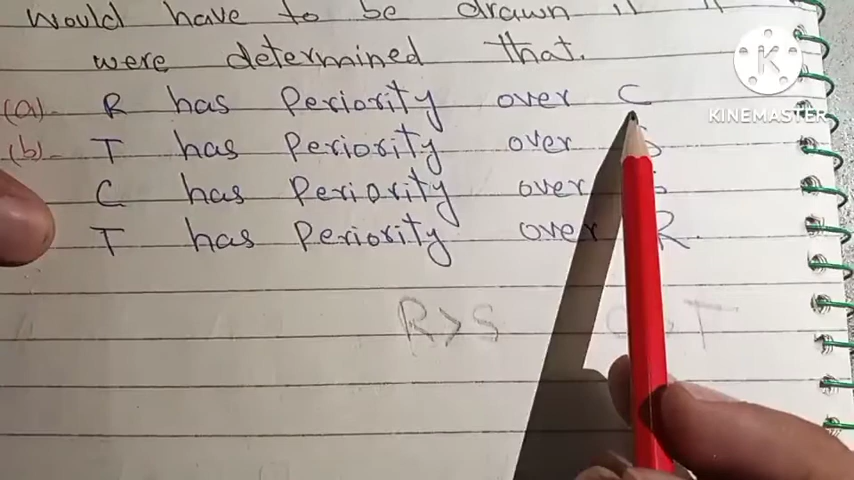 would have to be drawn if
were determined that.
(a) - R has Periority over C
(b) - T has Periority over
C has Periority over
T has Periority over R.
R>S T
K
KINEMASTER